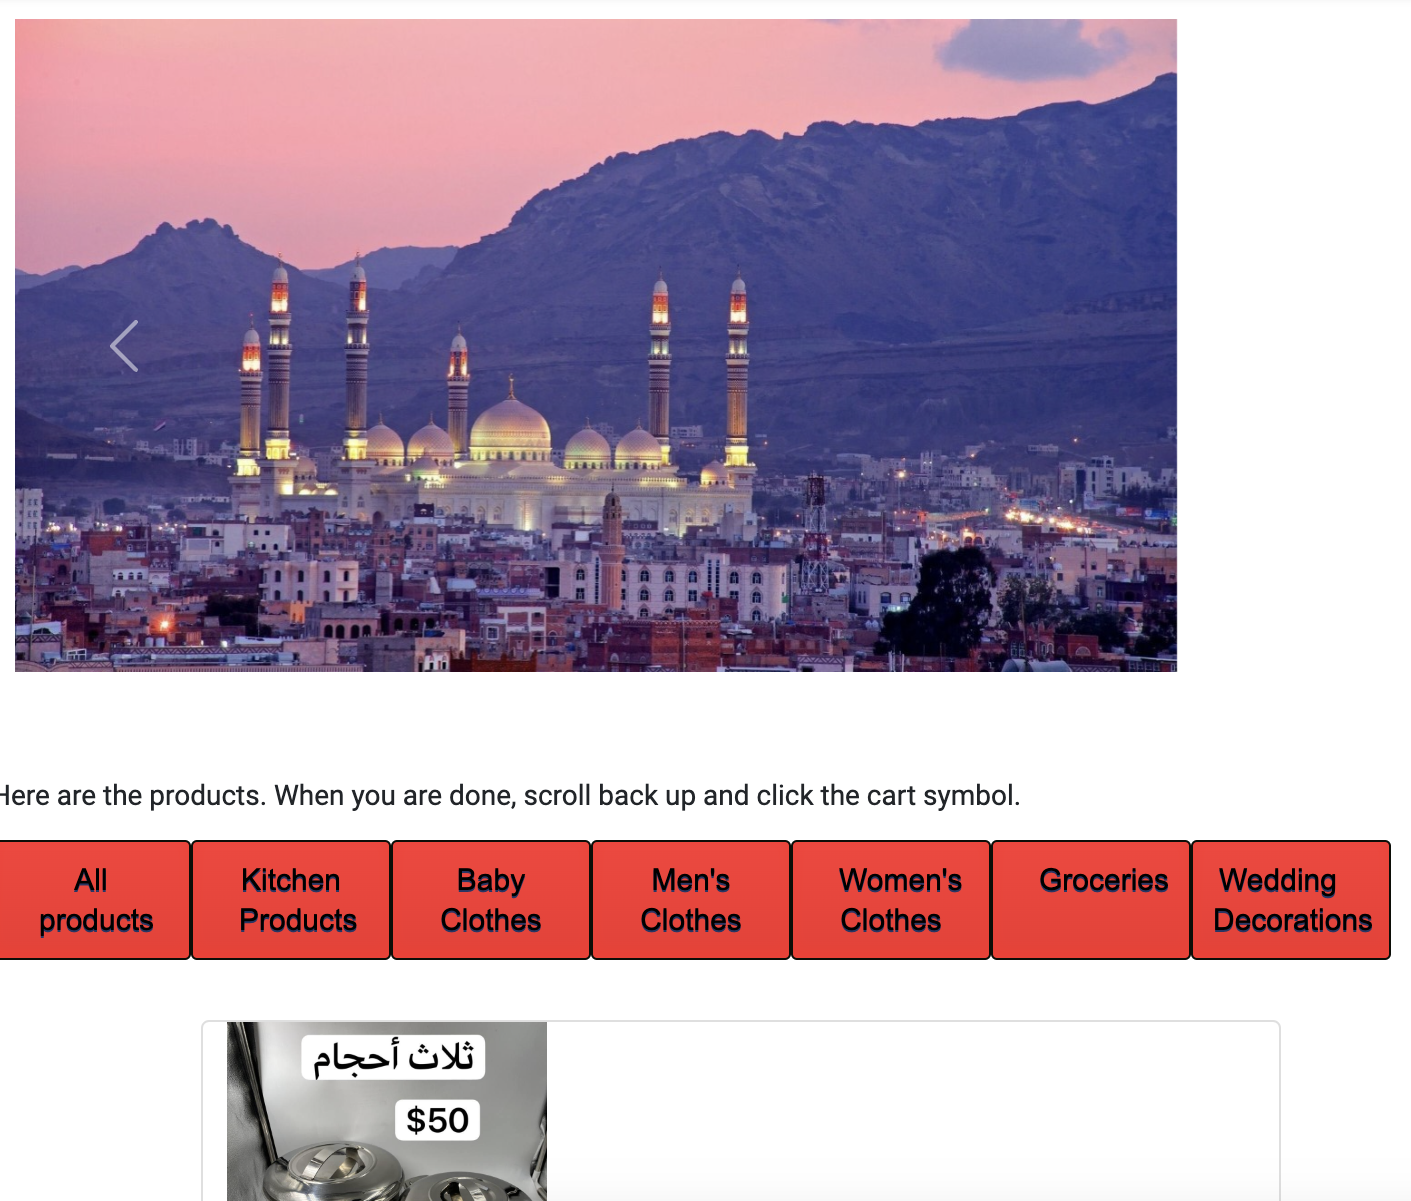 Here are the products. When you are done, scroll back up and click the cart symbol.
All
products
Kitchen
Products
Baby
Clothes
Men's
Clothes
Women's
Clothes
Groceries
Wedding
Decorations
ثلاث أحجام
$50